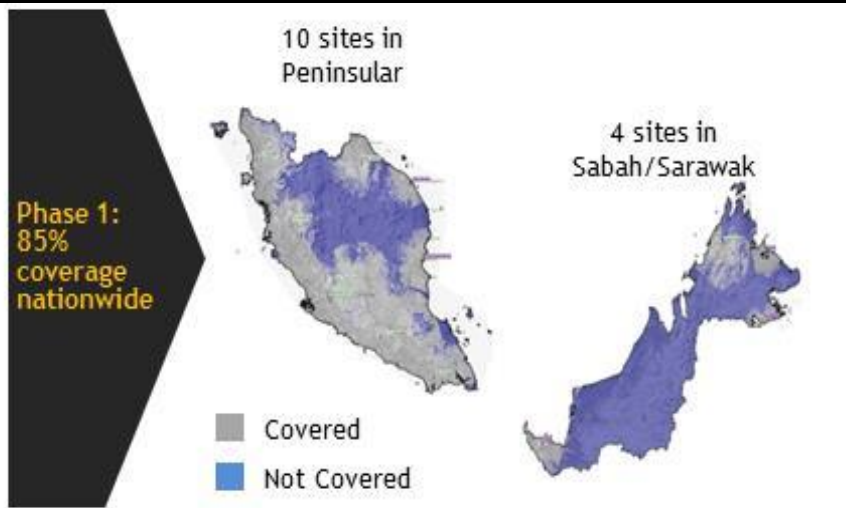 Phase 1:
85%
coverage
nationwide
10 sites in
Peninsular
4 sites in
Sabah/Sarawak
Covered
Not Covered